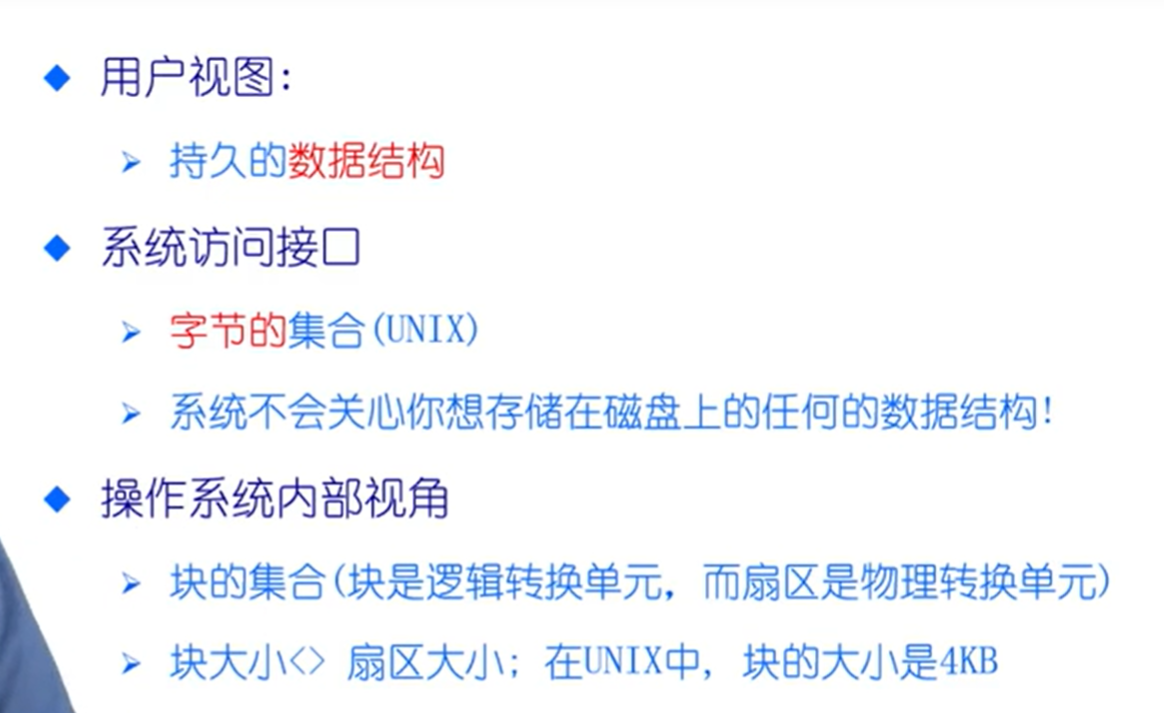 用户视图：
持久的数据结构
系统访问接口
字节的集合(UNIX)
系统不会关心你想存储在磁盘上的任何的数据结构!
操作系统内部视角
块的集合(块是逻辑转换单元，而扇区是物理转换单元)
块大小<> 扇区大小；在UNIX中，块的大小是4KB